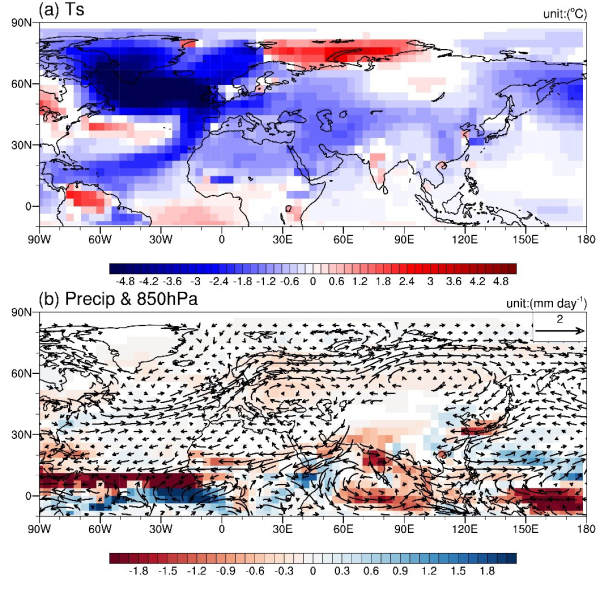 (a) Ts
unit:(°C)
90N
60N
30N
0
90W 60W 30W 0 30E 60E 90E 120E 150E 180
-4.8 -4.2 -3.6 -3 -2.4 -1.8 -1.2 -0.6 0 0.6 1.2 1.8 2.4 3 3.6 4.2 4.8
(b) Precip & 850hPa
unit:(mm day⁻¹)
2
90N
60N
30N
0
90W 60W 30W 0 30E 60E 90E 120E 150E 180
-1.8 -1.5 -1.2 -0.9 -0.6 -0.3 0 0.3 0.6 0.9 1.2 1.5 1.8